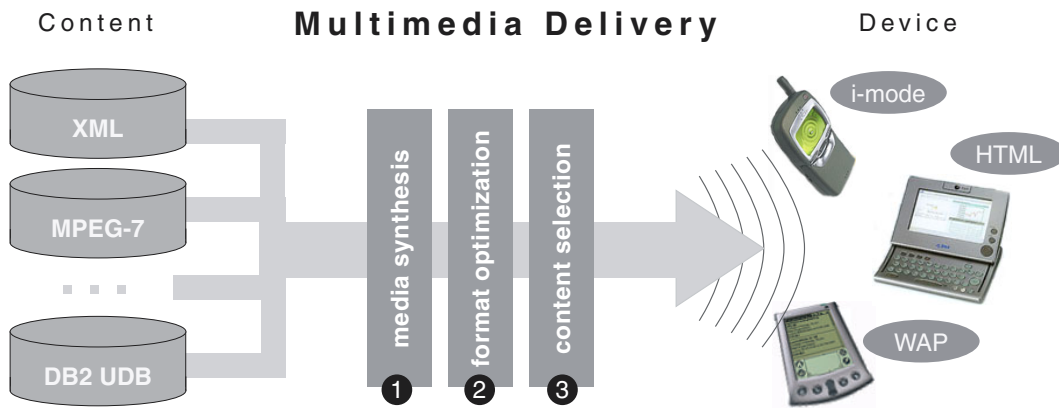 Content
Multimedia Delivery
Device
XML
MPEG-7
...
DB2 UDB
media synthesis
format optimization
content selection
1
2
3
i-mode
HTML
WAP